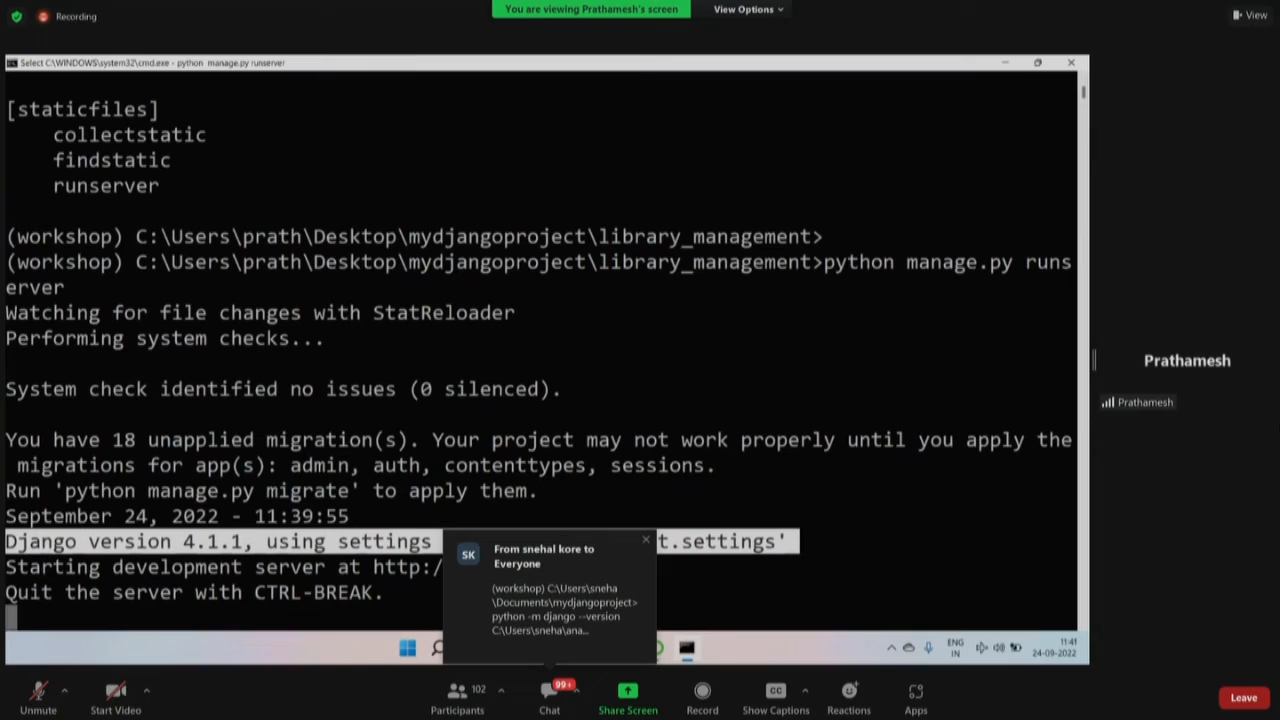 You are viewing Prathamesh's screen
View Options
Recording
View
Select C:\WINDOWS\system32\cmd.exe - python manage.py runserver
[staticfiles]
collectstatic
findstatic
runserver
(workshop) C:\Users\prath\Desktop\mydjangoproject\library_management>
(workshop) C:\Users\prath\Desktop\mydjangoproject\library_management>python manage.py runs
erver
Watching for file changes with StatReloader
Performing system checks...
System check identified no issues (0 silenced).
You have 18 unapplied migration(s). Your project may not work properly until you apply the
migrations for app(s): admin, auth, contenttypes, sessions.
Run 'python manage.py migrate' to apply them.
September 24, 2022 - 11:39:55
Django version 4.1.1, using settings t.settings'
Starting development server at http:/
Quit the server with CTRL-BREAK.
SK
From snehal kore to
Everyone
(workshop) C:\Users\sneha
\Documents\mydjangoproject>
python -m django --version
C:\Users\sneha\ana...
Prathamesh
Prathamesh
ENG
IN
11:41
24-09-2022
Unmute
Start Video
102
Participants
99+
Chat
Share Screen
Record
CC
Show Captions
Reactions
Apps
Leave